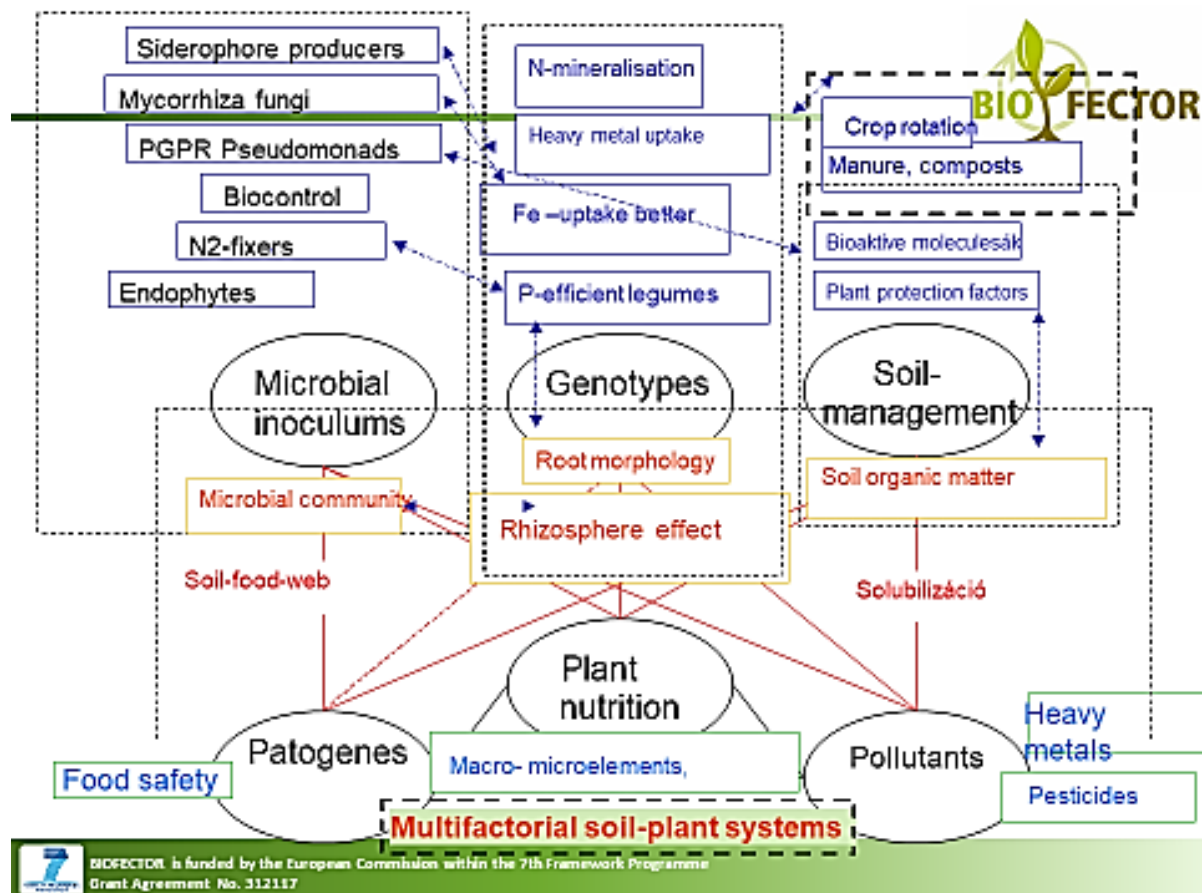 Siderophore producers
Mycorrhiza fungi
PGPR Pseudomonads
Biocontrol
N2-fixers
Endophytes
N-mineralisation
Heavy metal uptake
Fe –uptake better
P-efficient legumes
BIOFECTOR
Crop rotation
Manure, composts
Bioaktive moleculesák
Plant protection factors
Microbial
inoculums
Genotypes
Soil-
management
Root morphology
Microbial community
Rhizosphere effect
Soil organic matter
Soil-food-web
Solubilizáció
Plant
nutrition
Patogenes
Pollutants
Food safety
Macro- microelements,
Heavy
metals
Pesticides
Multifactorial soil-plant systems
7
BIOFECTOR is funded by the European Commission within the 7th Framework Programme
Grant Agreement No. 312117